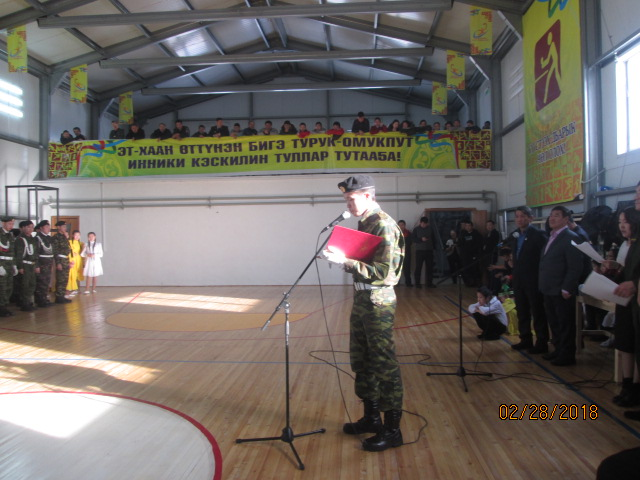 ЭТ-ХААН ӨТТҮНЭН БИГЭ ТУРУК-ОМУКПУТ
ИННИКИ КЭСКИЛИН ТУЛЛАР ТУТААБА!
02/28/2018